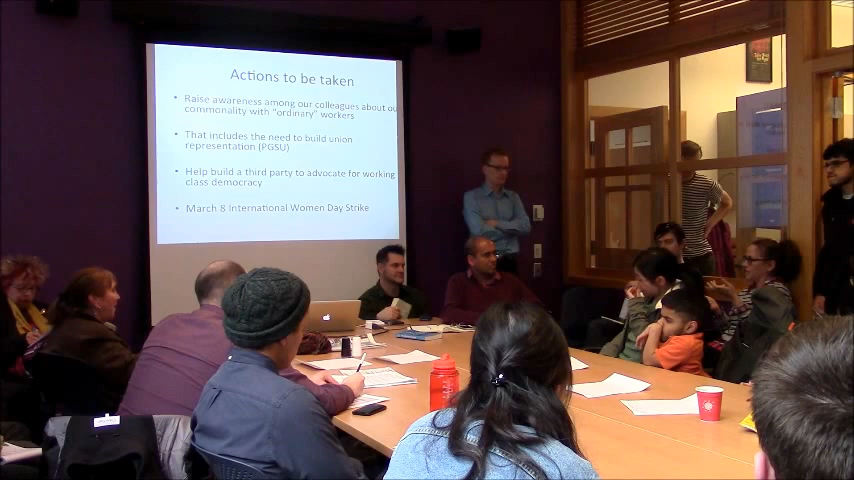 Actions to be taken
• Raise awareness among our colleagues about ou
commonality with "ordinary" workers
• That includes the need to build union
representation (PGSU)
• Help build a third party to advocate for working
class democracy
• March 8 International Women Day Strike